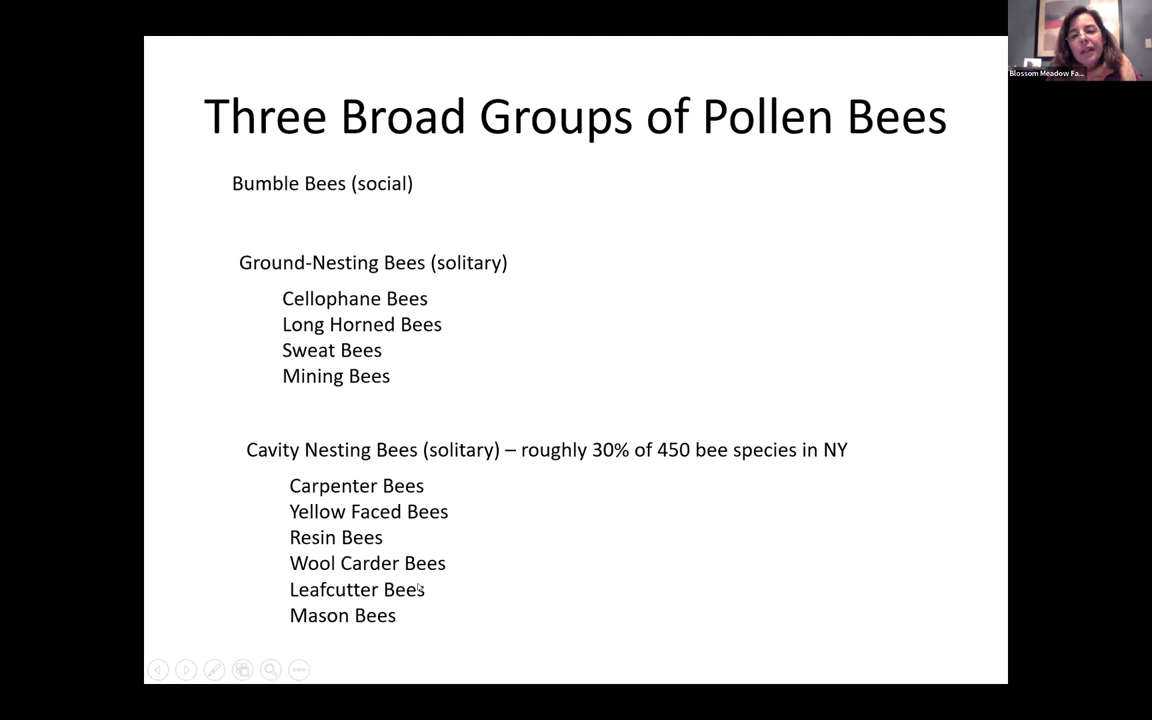 Three Broad Groups of Pollen Bees
Bumble Bees (social)
Ground-Nesting Bees (solitary)
Cellophane Bees
Long Horned Bees
Sweat Bees
Mining Bees
Cavity Nesting Bees (solitary) – roughly 30% of 450 bee species in NY
Carpenter Bees
Yellow Faced Bees
Resin Bees
Wool Carder Bees
Leafcutter Bees
Mason Bees
Blossom Meadow Fa...